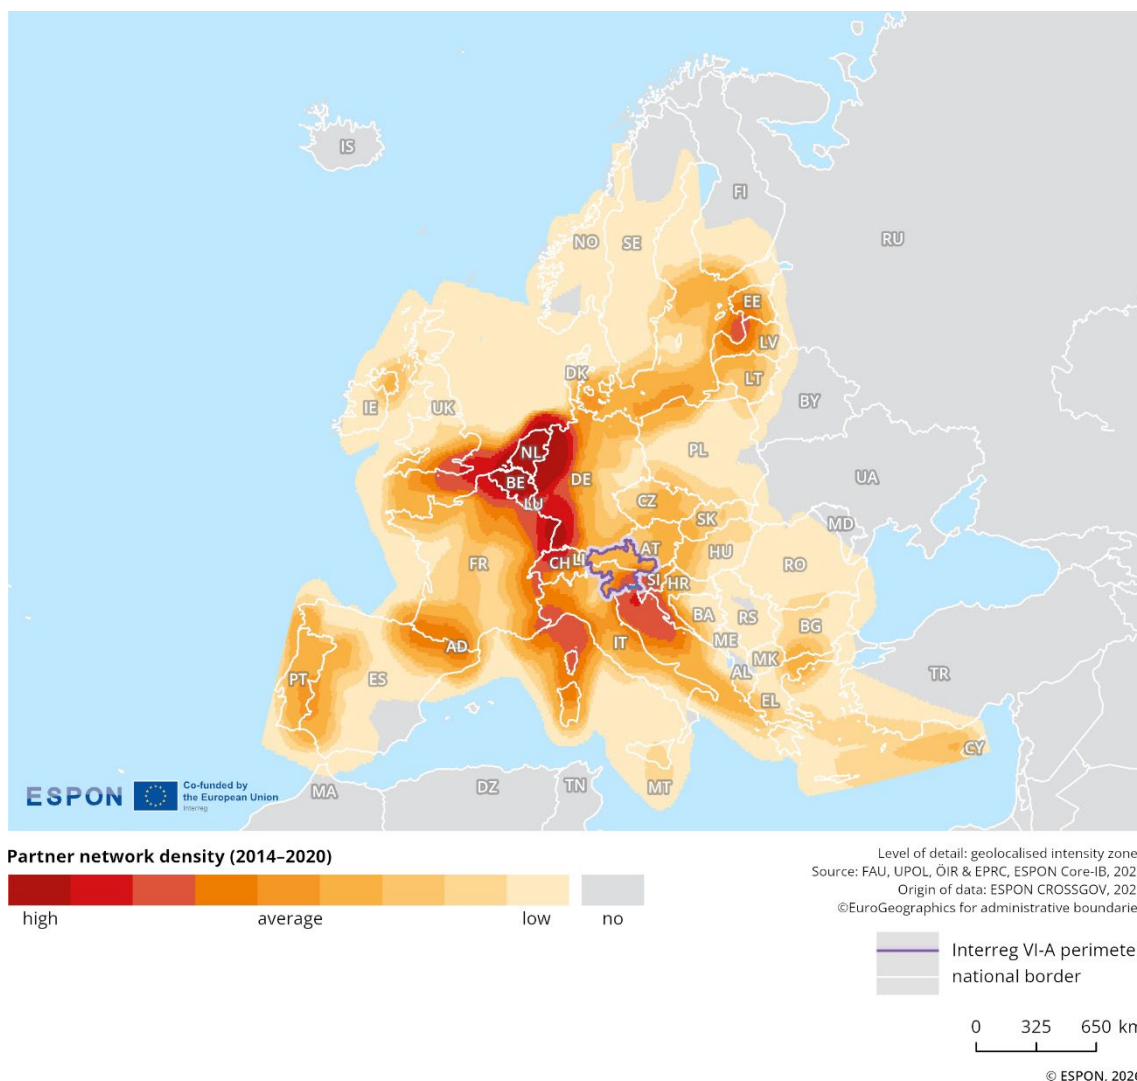 IS
FI
NO
SE
RU
EE
LV
DK
LT
IE
UK
BY
NL
PL
BE
DE
UA
LU
CZ
SK
MD
AT
HU
FR
CH
LI
RO
SI
HR
BA
RS
IT
ME
BG
AD
MK
AL
PT
ES
TR
EL
CY
MT
MA
DZ
TN
ESPON
Co-funded by
the European Union
Interreg
Partner network density (2014–2020)
high average low no
Level of detail: geolocalised intensity zone
Source: FAU, UPOL, ÖIR & EPRC, ESPON Core-IB, 202
Origin of data: ESPON CROSSGOV, 202
©EuroGeographics for administrative boundarie
Interreg VI-A perimete
national border
0 325 650 km
© ESPON, 2026